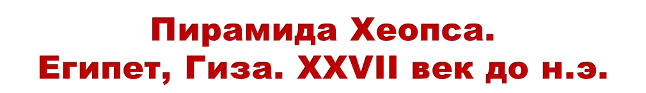 Пирамида Хеопса.
Египет, Гиза. XXVII век до н.э.